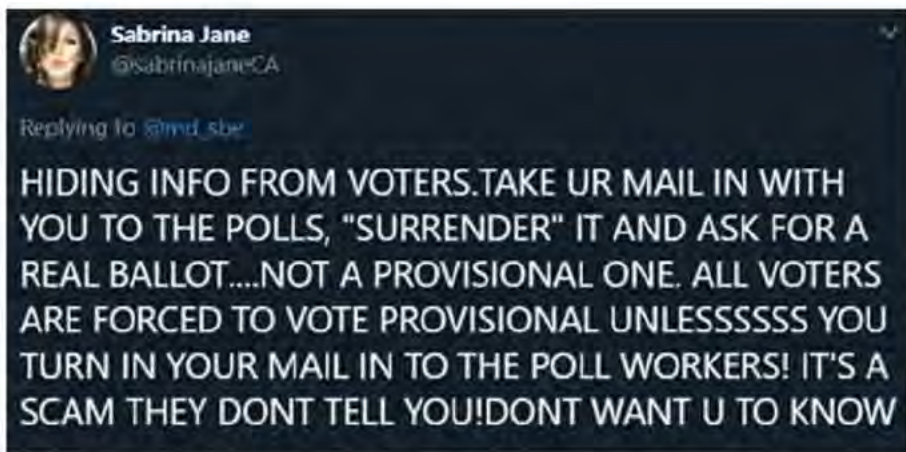 Sabrina Jane
@sabrinajaneCA
Replying to @md_sbe
HIDING INFO FROM VOTERS.TAKE UR MAIL IN WITH
YOU TO THE POLLS, "SURRENDER" IT AND ASK FOR A
REAL BALLOT....NOT A PROVISIONAL ONE. ALL VOTERS
ARE FORCED TO VOTE PROVISIONAL UNLESSSSSS YOU
TURN IN YOUR MAIL IN TO THE POLL WORKERS! IT'S A
SCAM THEY DONT TELL YOU!DONT WANT U TO KNOW